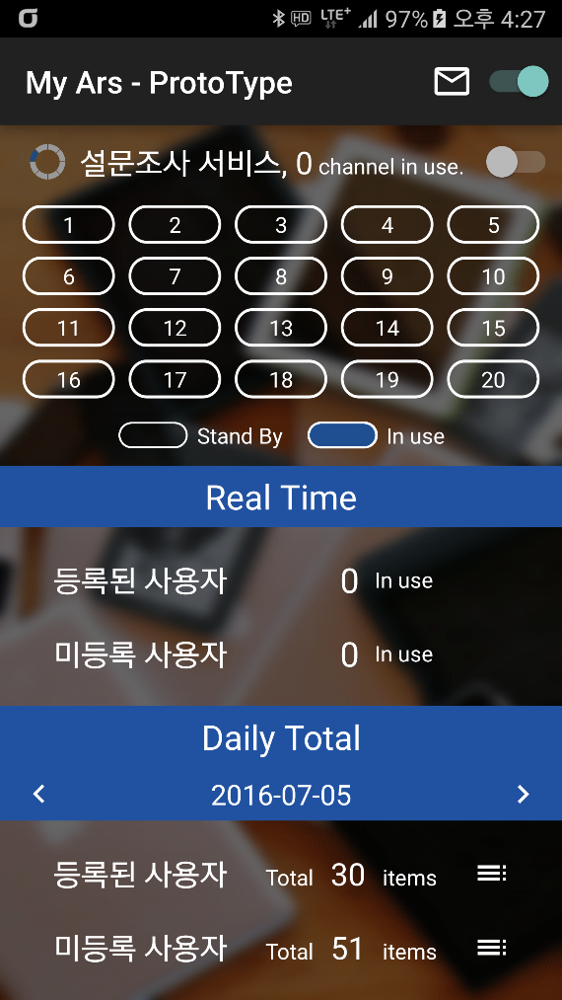 HD LTE+ 97% 오후 4:27
My Ars - ProtoType
설문조사 서비스, 0 channel in use.
1 2 3 4 5
6 7 8 9 10
11 12 13 14 15
16 17 18 19 20
Stand By In use
Real Time
등록된 사용자 0 In use
미등록 사용자 0 In use
Daily Total
2016-07-05
등록된 사용자 Total 30 items
미등록 사용자 Total 51 items